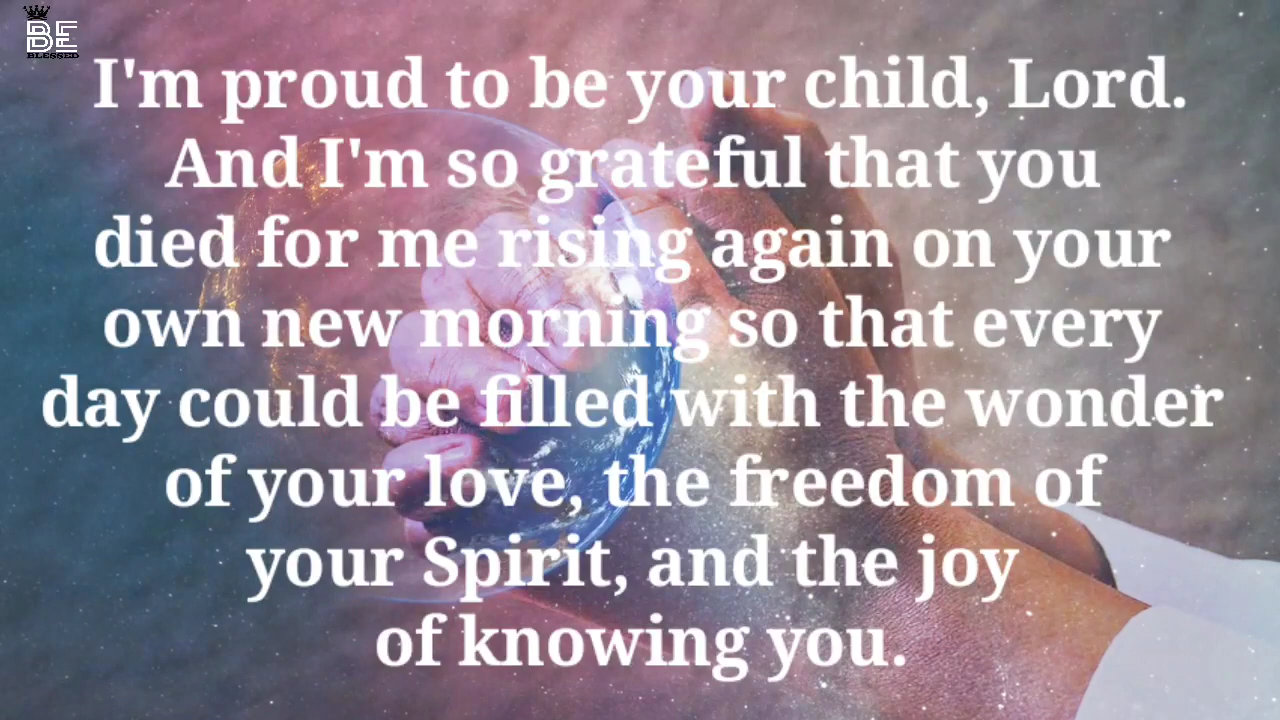 BE
BLESSED
I'm proud to be your child, Lord.
And I'm so grateful that you
died for me rising again on your
own new morning so that every
day could be filled with the wonder
of your love, the freedom of
your Spirit, and the joy
of knowing you.